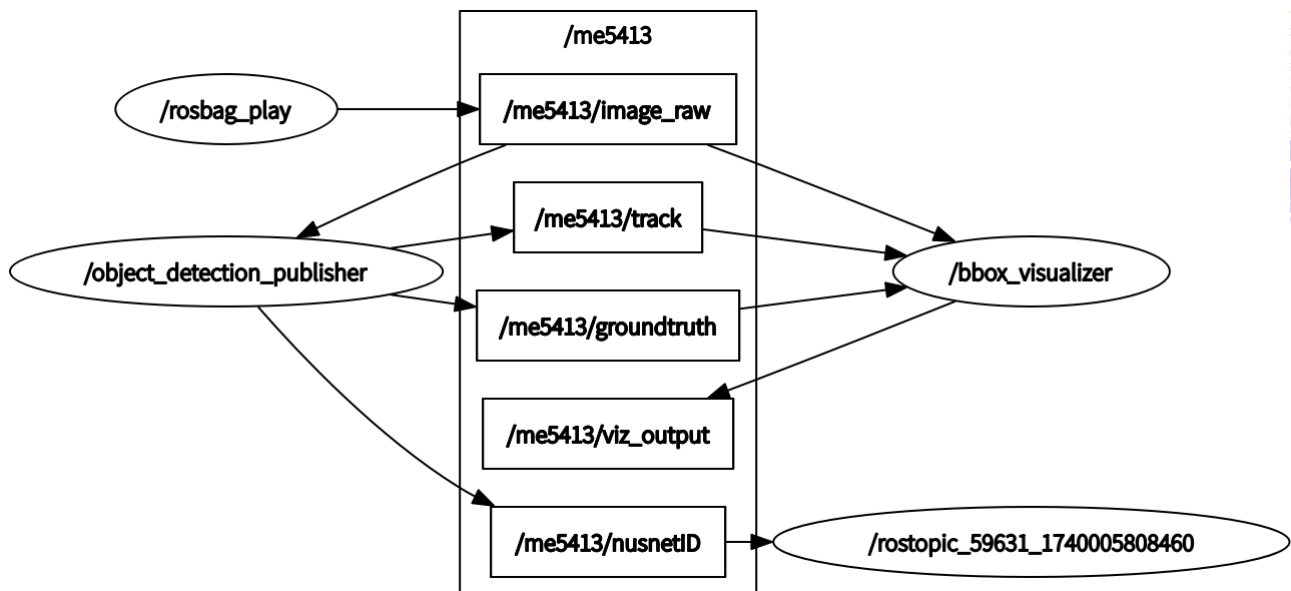 /me5413
/rosbag_play
/me5413/image_raw
/me5413/track
/object_detection_publisher
/bbox_visualizer
/me5413/groundtruth
/me5413/viz_output
/me5413/nusnetID
/rostopic_59631_1740005808460